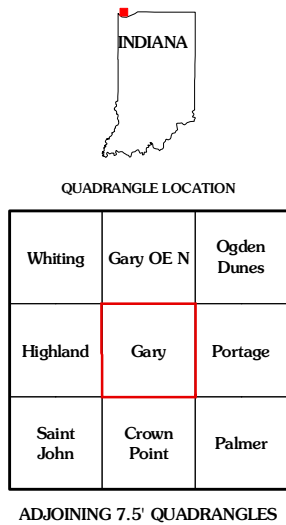 INDIANA
QUADRANGLE LOCATION
Whiting
Gary OE N
Ogden
Dunes
Highland
Gary
Portage
Saint
John
Crown
Point
Palmer
ADJOINING 7.5' QUADRANGLES